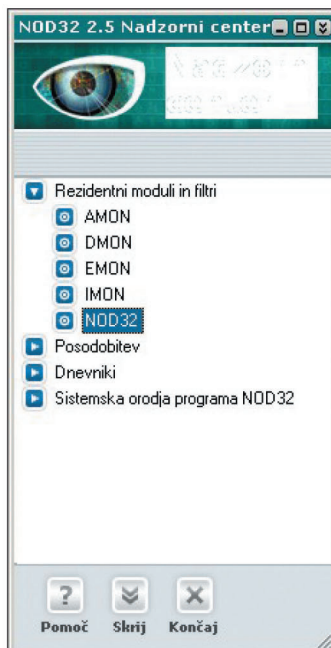 NOD32 2.5 Nadzorni center
Rezidentni moduli in filtri
AMON
DMON
EMON
IMON
NOD32
Posodobitev
Dnevniki
Sistemska orodja programa NOD32
Pomoč Skrij Končaj